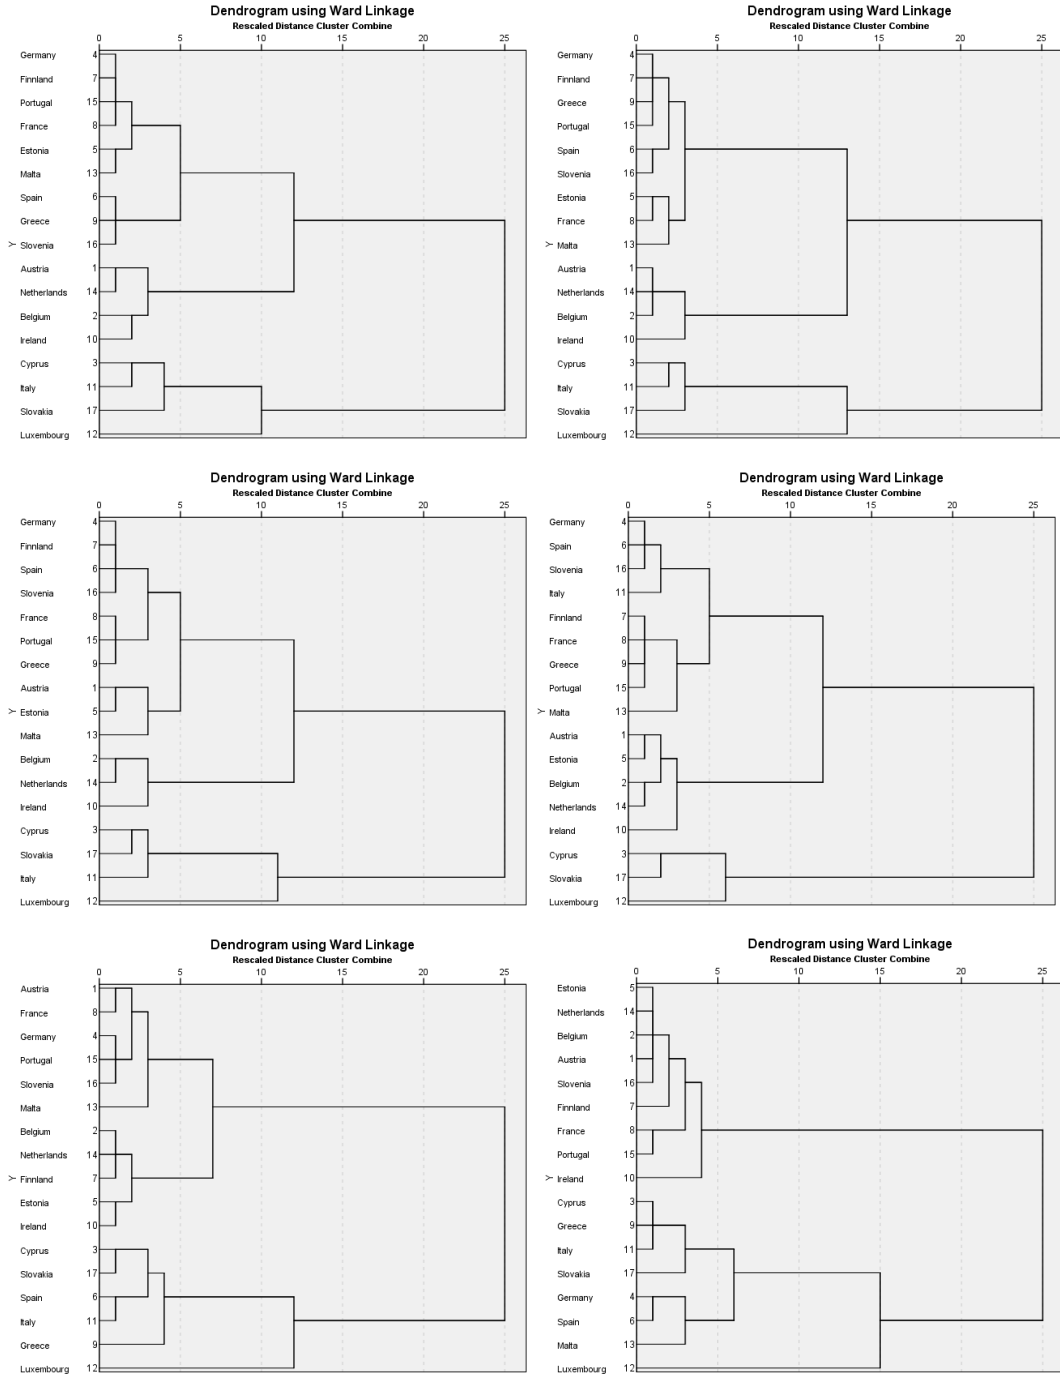 Dendrogram using Ward Linkage
Rescaled Distance Cluster Combine
0 5 10 15 20 25
Germany 4
Finnland 7
Portugal 15
France 8
Estonia 5
Malta 13
Spain 6
Greece 9
Y Slovenia 16
Austria 1
Netherlands 14
Belgium 2
Ireland 10
Cyprus 3
Italy 11
Slovakia 17
Luxembourg 12
Dendrogram using Ward Linkage
Rescaled Distance Cluster Combine
0 5 10 15 20 25
Germany 4
Finnland 7
Greece 9
Portugal 15
Spain 6
Slovenia 16
Estonia 5
France 8
Y Malta 13
Austria 1
Netherlands 14
Belgium 2
Ireland 10
Cyprus 3
Italy 11
Slovakia 17
Luxembourg 12
Dendrogram using Ward Linkage
Rescaled Distance Cluster Combine
0 5 10 15 20 25
Germany 4
Finnland 7
Spain 6
Slovenia 16
France 8
Portugal 15
Greece 9
Austria 1
Y Estonia 5
Malta 13
Belgium 2
Netherlands 14
Ireland 10
Cyprus 3
Slovakia 17
Italy 11
Luxembourg 12
Dendrogram using Ward Linkage
Rescaled Distance Cluster Combine
0 5 10 15 20 25
Germany 4
Spain 6
Slovenia 16
Italy 11
Finnland 7
France 8
Greece 9
Portugal 15
Y Malta 13
Austria 1
Estonia 5
Belgium 2
Netherlands 14
Ireland 10
Cyprus 3
Slovakia 17
Luxembourg 12
Dendrogram using Ward Linkage
Rescaled Distance Cluster Combine
0 5 10 15 20 25
Austria 1
France 8
Germany 4
Portugal 15
Slovenia 16
Malta 13
Belgium 2
Netherlands 14
Y Finnland 7
Estonia 5
Ireland 10
Cyprus 3
Slovakia 17
Spain 6
Italy 11
Greece 9
Luxembourg 12
Dendrogram using Ward Linkage
Rescaled Distance Cluster Combine
0 5 10 15 20 25
Estonia 5
Netherlands 14
Belgium 2
Austria 1
Slovenia 16
Finnland 7
France 8
Portugal 15
Y Ireland 10
Cyprus 3
Greece 9
Italy 11
Slovakia 17
Germany 4
Spain 6
Malta 13
Luxembourg 12